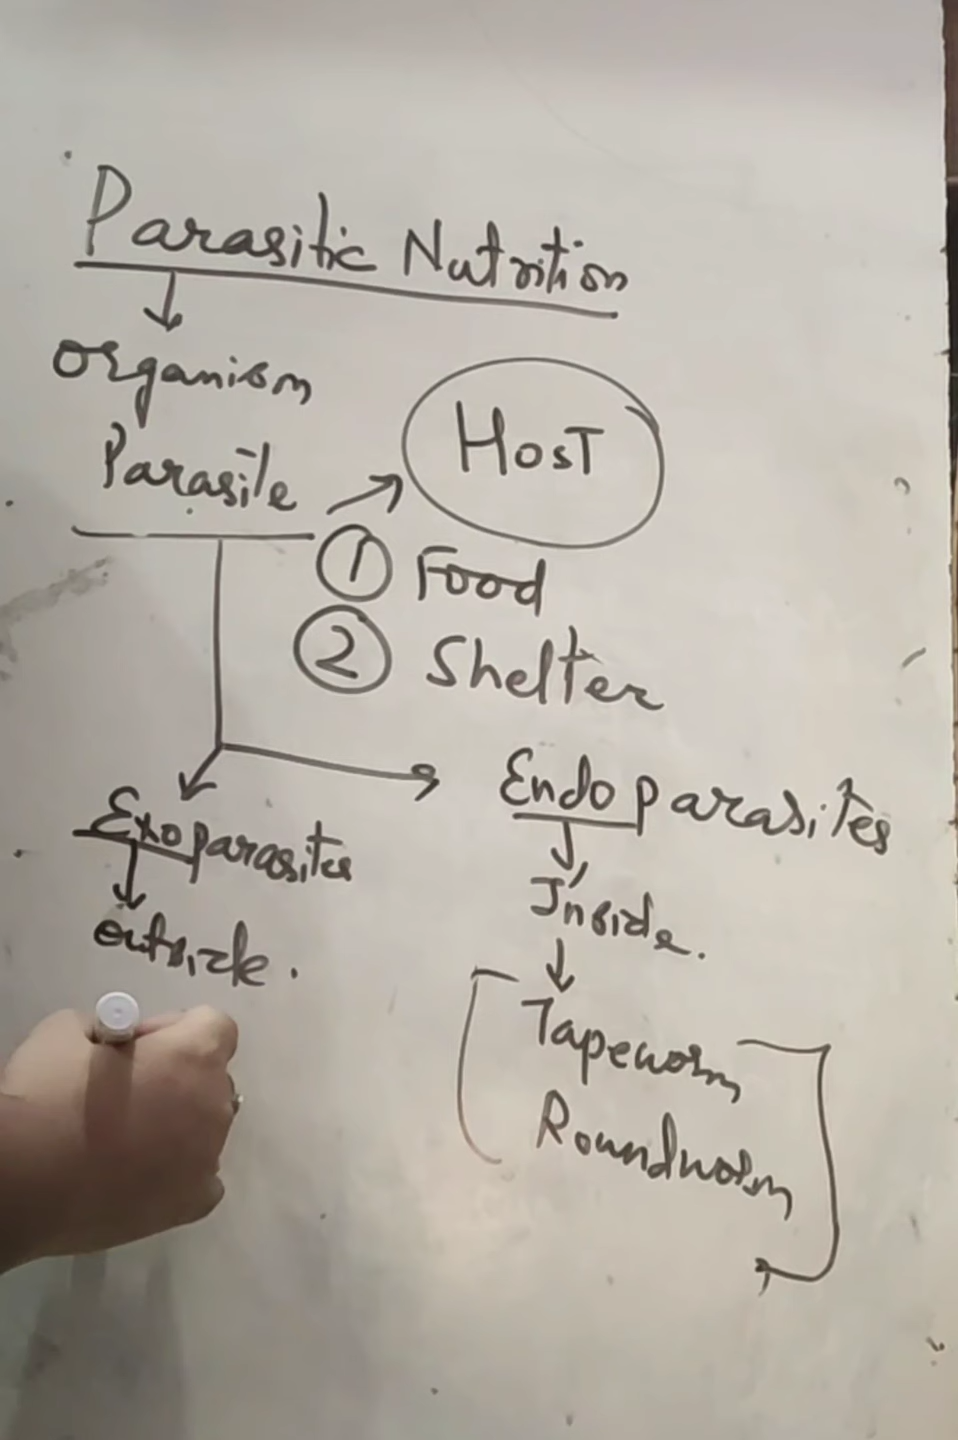 Parasitic Nutrition
Organism
Parasite
HOST
1 Food
2 Shelter
Exoparasites
outside.
Endoparasites
Inside.
Tapeworm
Roundworm